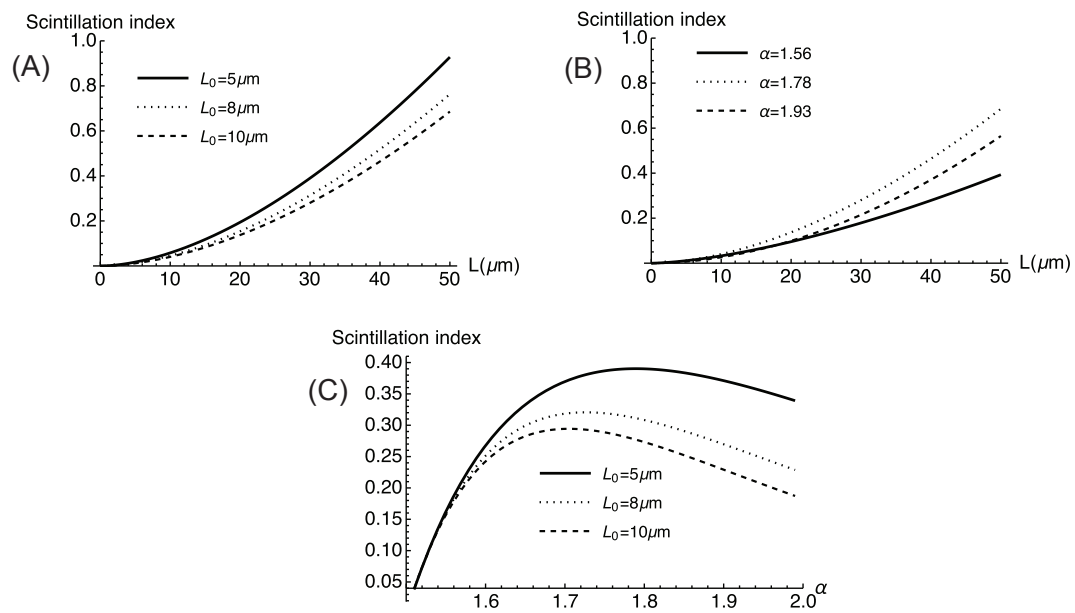 Scintillation index
1.0
(A)
0.8
0.6
0.4
0.2
L₀=5μm
L₀=8μm
L₀=10μm
0 10 20 30 40 50
L(μm)
Scintillation index
1.0
(B)
0.8
0.6
0.4
0.2
α=1.56
α=1.78
α=1.93
0 10 20 30 40 50
L(μm)
Scintillation index
0.40
(C)
0.35
0.30
0.25
0.20
0.15
0.10
0.05
L₀=5μm
L₀=8μm
L₀=10μm
1.6 1.7 1.8 1.9 2.0
α